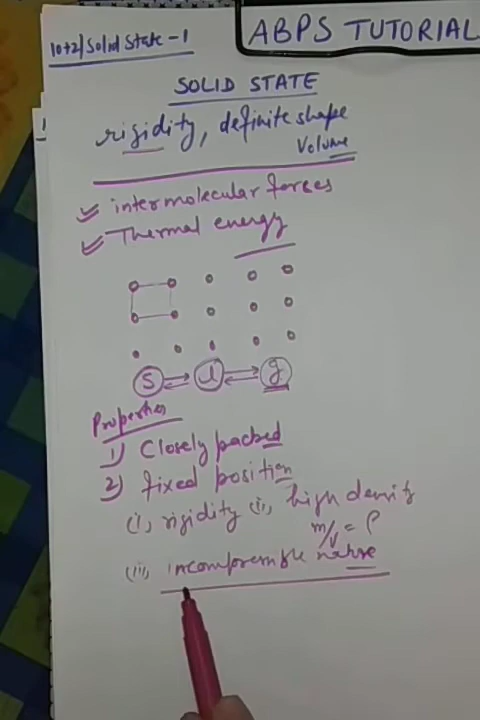 ABPS TUTORIAL
10+2/Solid State-1
SOLID STATE
rigidity, definite shape
Volume
intermolecular forces
Thermal energy
S l g
Properties
1) Closely packed
2) fixed position
(i) rigidity (ii) high density
m/v = ρ
(iii) incompressible nature